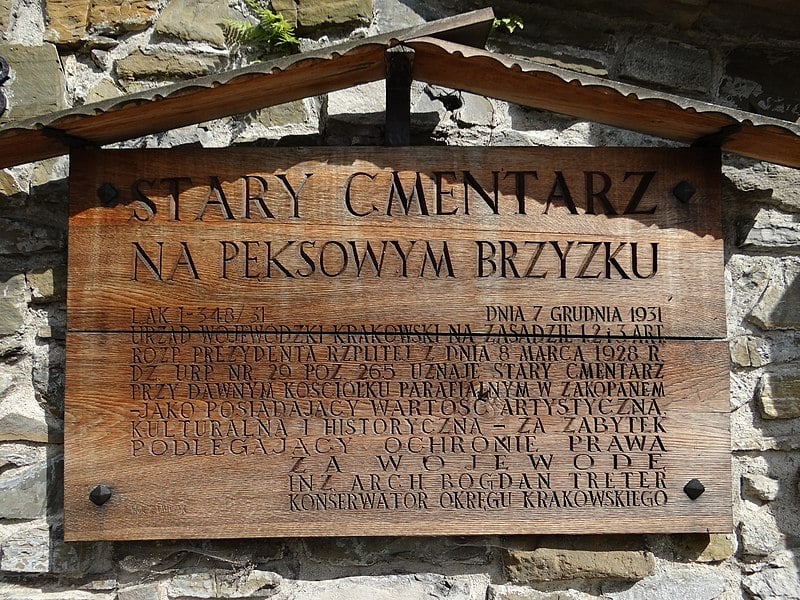 STARY CMENTARZ
NA PĘKSOWYM BRZYZKU
LAK I-348/31 DNIA 7 GRUDNIA 1931
URZĄD WOJEWÓDZKI KRAKOWSKI NA ZASADZIE 1.2 i 3 ART.
ROZP PREZYDENTA RZPLITEJ Z DNIA 8 MARCA 1928 R.
DZ URP NR 29 POZ 265 UZNAJE STARY CMENTARZ
PRZY DAWNYM KOŚCIÓŁKU PARAFIALNYM W ZAKOPANEM
-JAKO POSIADAJĄCY WARTOŚĆ ARTYSTYCZNĄ,
KULTURALNĄ I HISTORYCZNĄ - ZA ZABYTEK
PODLEGAJĄCY OCHRONIE PRAWA
ZA WOJEWODĘ
INŻ ARCH BOGDAN TRETER
KONSERWATOR OKRĘGU KRAKOWSKIEGO